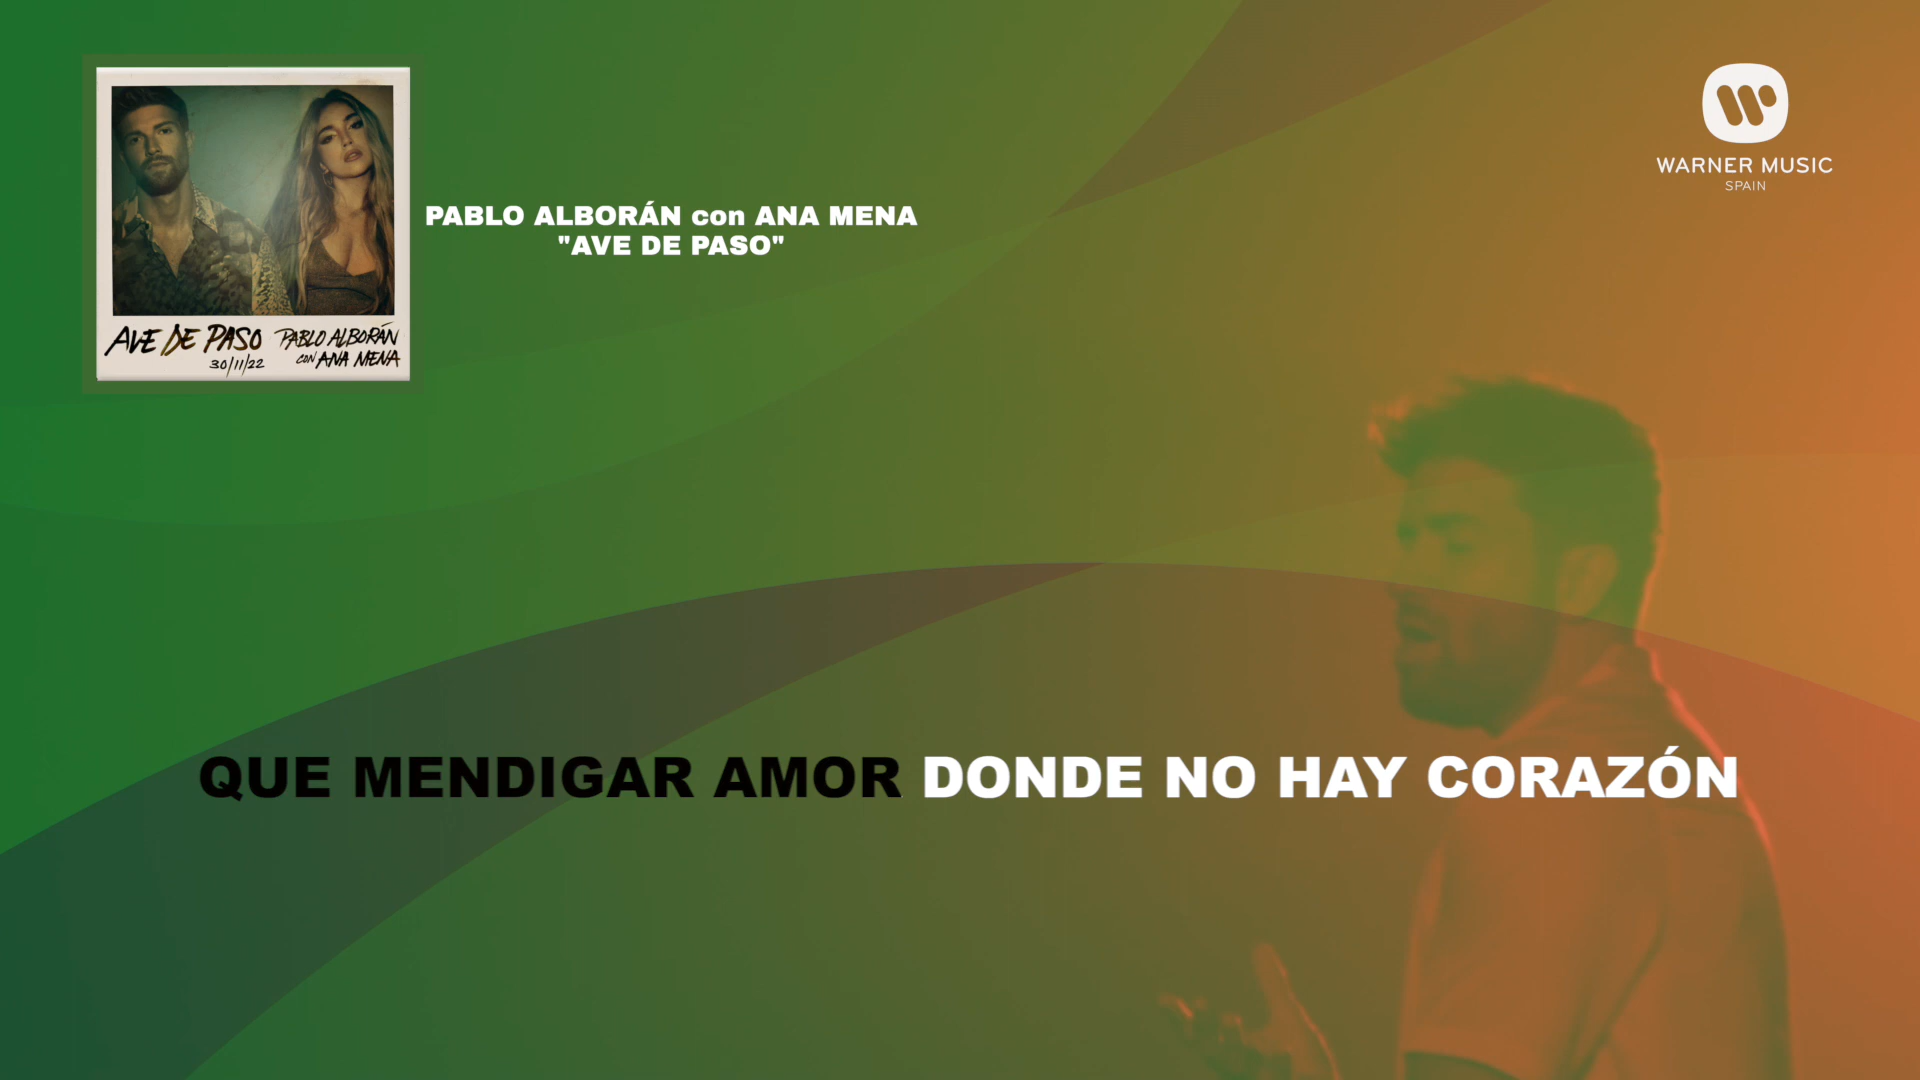 AVE DE PASO
30/11/22
PABLO ALBORÁN
CON ANA MENA
PABLO ALBORÁN con ANA MENA
"AVE DE PASO"
WARNER MUSIC
SPAIN
QUE MENDIGAR AMOR DONDE NO HAY CORAZÓN